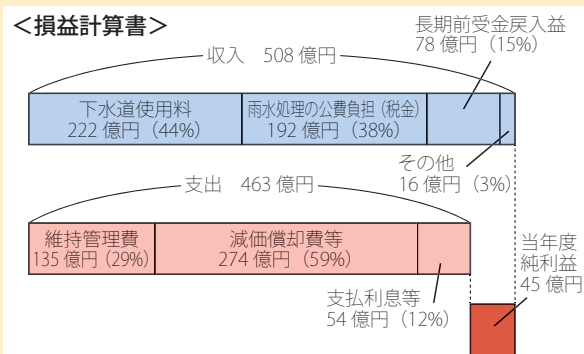 ＜損益計算書＞
収入　508 億円
長期前受金戻入益
78 億円（15%）
下水道使用料
222 億円（44%）
雨水処理の公費負担（税金）
192 億円（38%）
その他
16 億円（3%）
支出　463 億円
維持管理費
135 億円（29%）
減価償却費等
274 億円（59%）
支払利息等
54 億円（12%）
当年度
純利益
45 億円